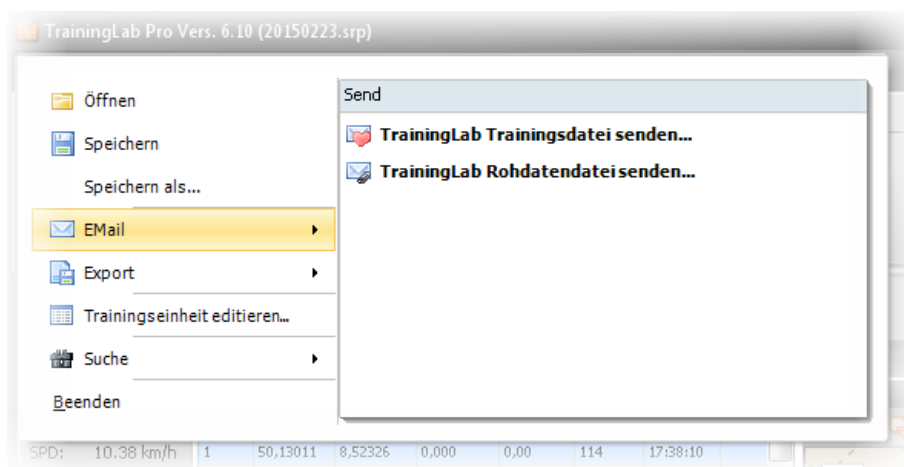 TrainingLab Pro Vers. 6.10 (20150223.srp)
Öffnen
Speichern
Speichern als...
EMail
Export
Trainingseinheit editieren...
Suche
Beenden
Send
TrainingLab Trainingsdatei senden...
TrainingLab Rohdatendatei senden...
SPD: 10.38 km/h 1 50,13011 8,52326 0,000 0,00 114 17:38:10